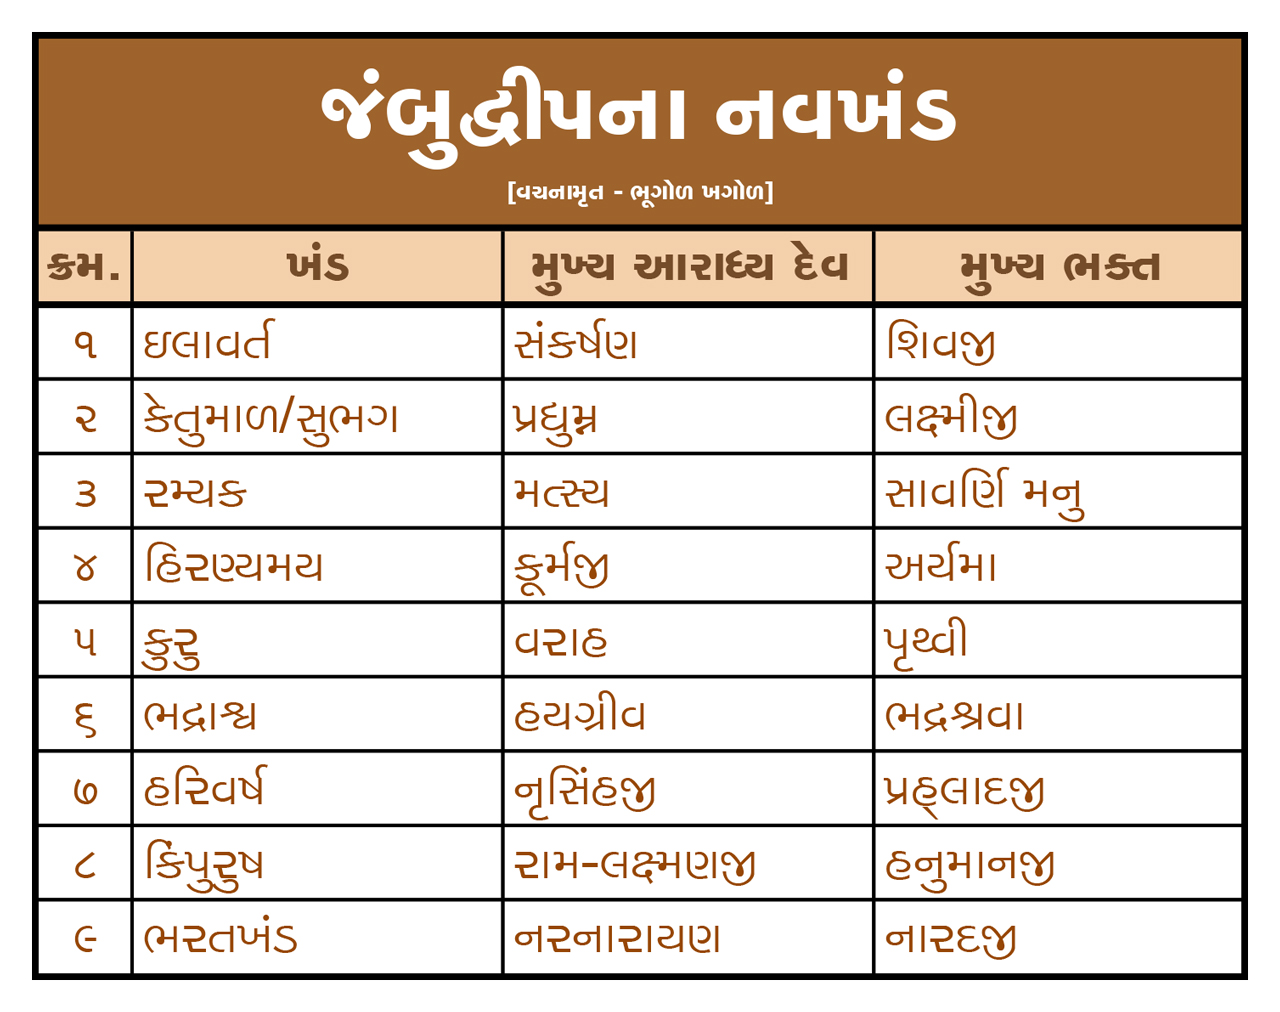 જંબુદ્વીપના નવખંડ
[વચનામૃત - ભૂગોળ ખગોળ]
ક્રમ. ખંડ મુખ્ય આરાધ્ય દેવ મુખ્ય ભક્ત
૧ ઇલાવર્ત સંકર્ષણ શિવજી
૨ કેતુમાળ/સુભગ પ્રદ્યુમ્ન લક્ષ્મીજી
૩ રમ્યક મત્સ્ય સાવર્ણિ મનુ
૪ હિરણ્યમય કૂર્મજી અર્યમા
૫ કુરુ વરાહ પૃથ્વી
૬ ભદ્રાશ્વ હયગ્રીવ ભદ્રશ્રવા
૭ હરિવર્ષ નૃસિંહજી પ્રહ્‌લાદજી
૮ કિંપુરુષ રામ-લક્ષ્મણજી હનુમાનજી
૯ ભરતખંડ નરનારાયણ નારદજી